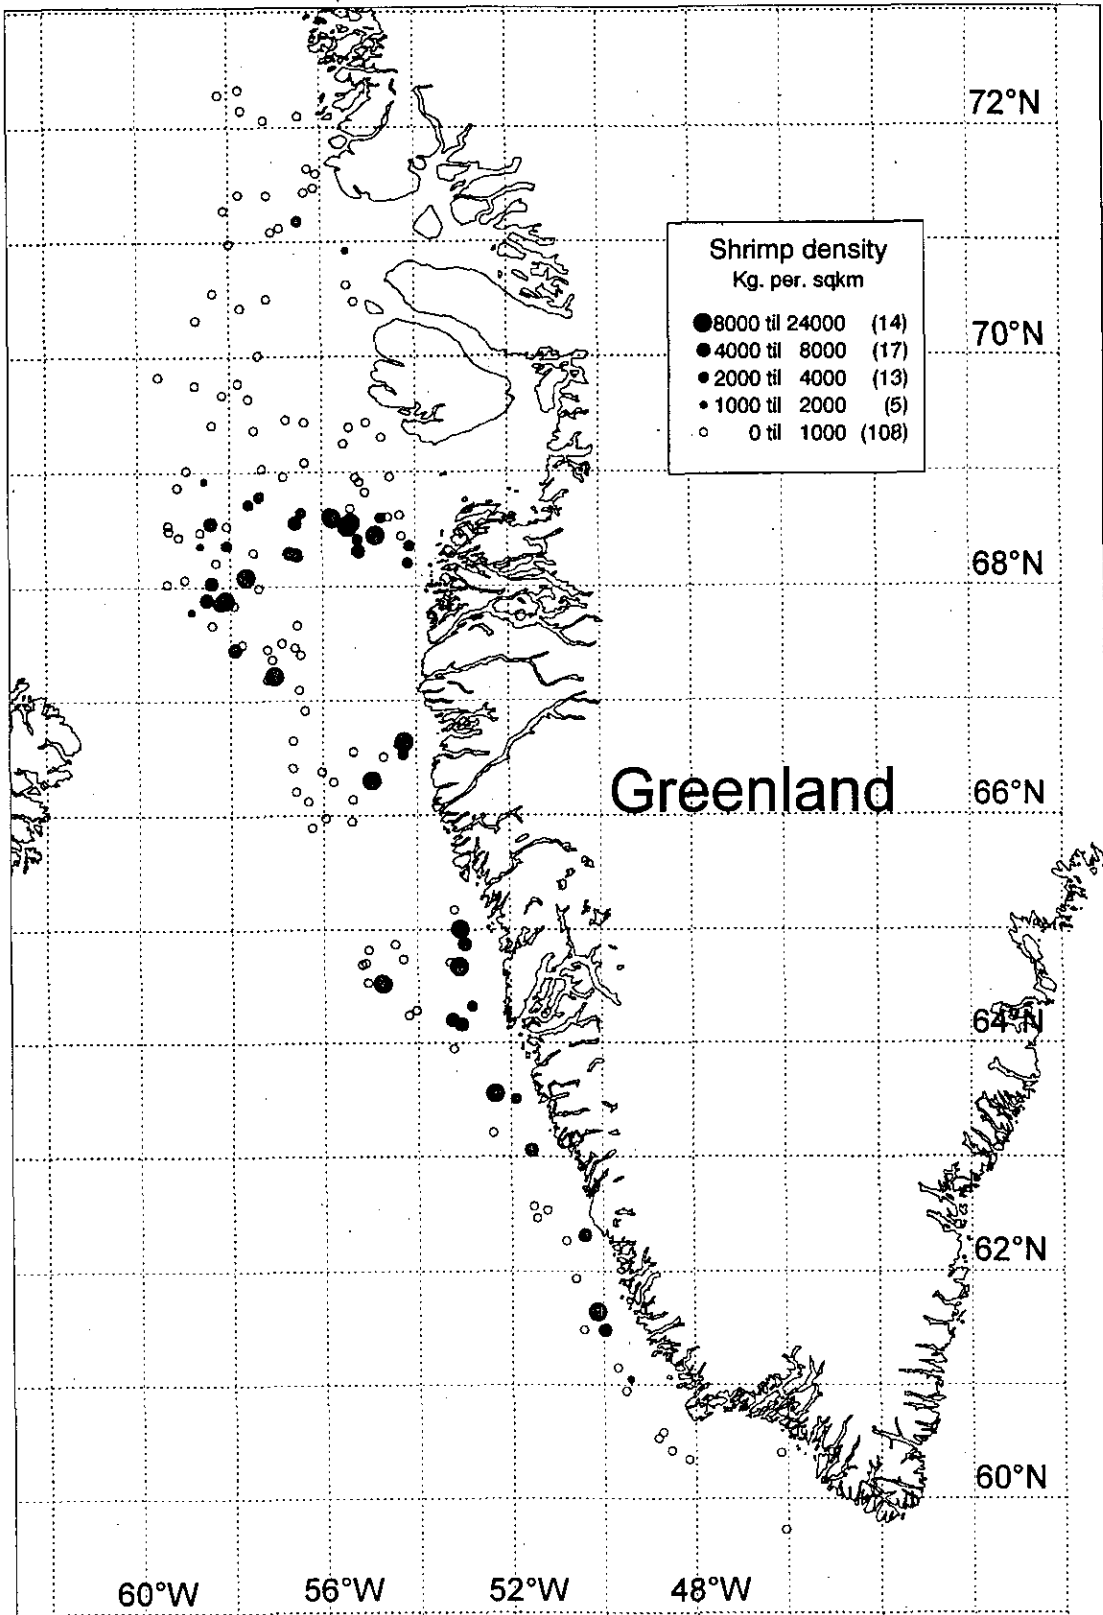 72°N
Shrimp density
Kg. per. sqkm
8000 til 24000 (14)
4000 til 8000 (17)
2000 til 4000 (13)
1000 til 2000 (5)
0 til 1000 (108)
70°N
68°N
Greenland
66°N
64°N
62°N
60°N
60°W 56°W 52°W 48°W